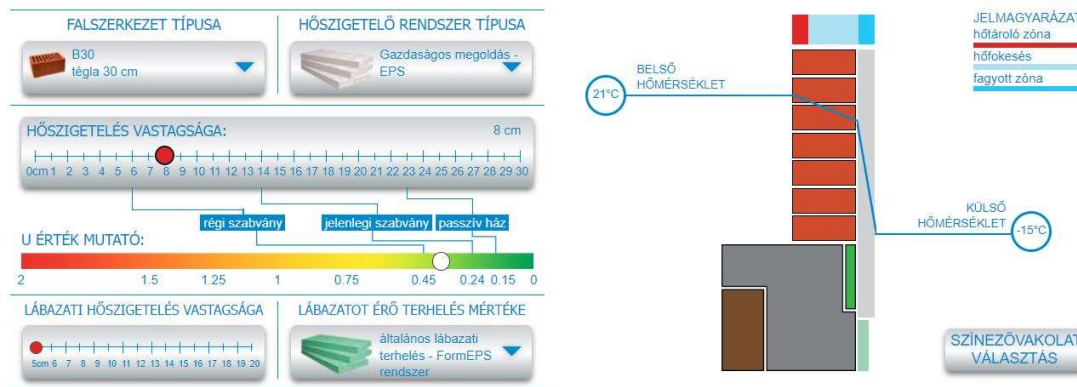 FALSZERKEZET TÍPUSA
B30
tégla 30 cm
HŐSZIGETELŐ RENDSZER TÍPUSA
Gazdaságos megoldás -
EPS
HŐSZIGETELÉS VASTAGSÁGA:
8 cm
0cm 1 2 3 4 5 6 7 8 9 10 11 12 13 14 15 16 17 18 19 20 21 22 23 24 25 26 27 28 29 30
régi szabvány
jelenlegi szabvány
passzív ház
U ÉRTÉK MUTATÓ:
2 1.5 1.25 1 0.75 0.45 0.24 0.15 0
LÁBAZATI HŐSZIGETELÉS VASTAGSÁGA
5cm 6 7 8 9 10 11 12 13 14 15 16 17 18 19 20
LÁBAZATOT ÉRŐ TERHELÉS MÉRTÉKE
általános lábazati
terhelés - FormEPS
rendszer
JELMAGYARÁZAT
hőtároló zóna
hőfokesés
fagyott zóna
BELSŐ
HŐMÉRSÉKLET
21°C
KÜLSŐ
HŐMÉRSÉKLET
-15°C
SZÍNEZŐVAKOLAT
VÁLASZTÁS